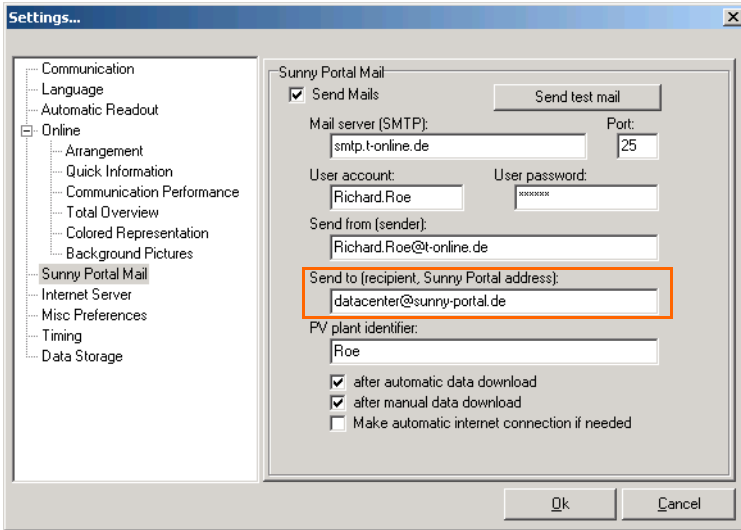 Settings...
Communication
Language
Automatic Readout
Online
Arrangement
Quick Information
Communication Performance
Total Overview
Colored Representation
Background Pictures
Sunny Portal Mail
Internet Server
Misc Preferences
Timing
Data Storage
Sunny Portal Mail
Send Mails
Send test mail
Mail server (SMTP): Port:
smtp.t-online.de 25
User account: User password:
Richard.Roe ******
Send from (sender):
Richard.Roe@t-online.de
Send to (recipient, Sunny Portal address):
datacenter@sunny-portal.de
PV plant identifier:
Roe
after automatic data download
after manual data download
Make automatic internet connection if needed
Ok Cancel